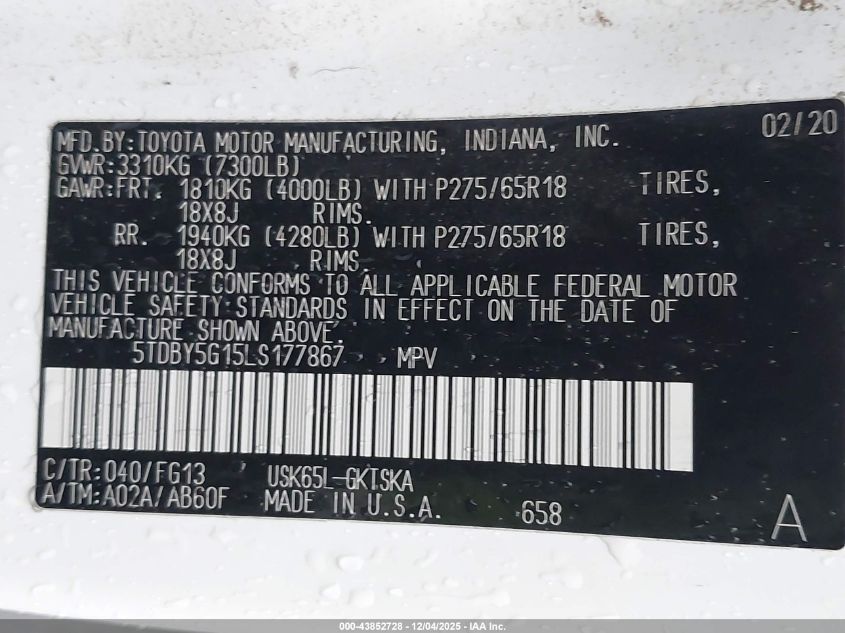 02/20
MFD.BY:TOYOTA MOTOR MANUFACTURING, INDIANA, INC.
GVWR:3310KG (7300LB)
GAWR:FRT. 1810KG (4000LB) WITH P275/65R18 TIRES,
18X8J RIMS.
RR. 1940KG (4280LB) WITH P275/65R18 TIRES,
18X8J RIMS.
THIS VEHICLE CONFORMS TO ALL APPLICABLE FEDERAL MOTOR
VEHICLE SAFETY STANDARDS IN EFFECT ON THE DATE OF
MANUFACTURE SHOWN ABOVE.
5TDBY5G15LS177867 MPV
C/TR:040/FG13 USK65L-GKTSKA
A/TM:A02A/AB60F MADE IN U.S.A. 658 A
000-43852728 - 12/04/2025 - IAA Inc.